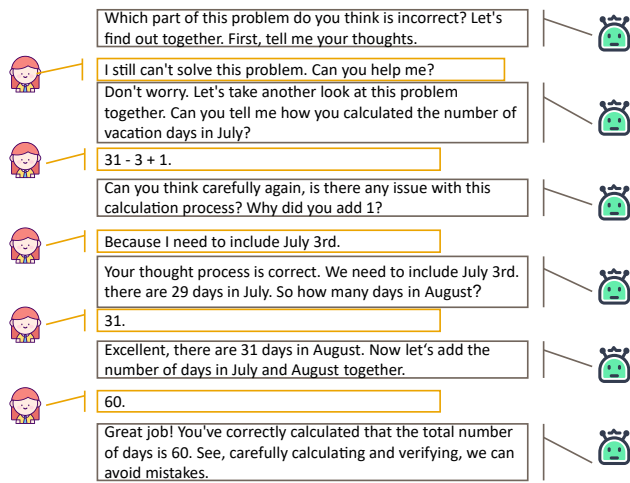 Which part of this problem do you think is incorrect? Let's
find out together. First, tell me your thoughts.
I still can't solve this problem. Can you help me?
Don't worry. Let's take another look at this problem
together. Can you tell me how you calculated the number of
vacation days in July?
31 - 3 + 1.
Can you think carefully again, is there any issue with this
calculation process? Why did you add 1?
Because I need to include July 3rd.
Your thought process is correct. We need to include July 3rd.
there are 29 days in July. So how many days in August?
31.
Excellent, there are 31 days in August. Now let‘s add the
number of days in July and August together.
60.
Great job! You've correctly calculated that the total number
of days is 60. See, carefully calculating and verifying, we can
avoid mistakes.